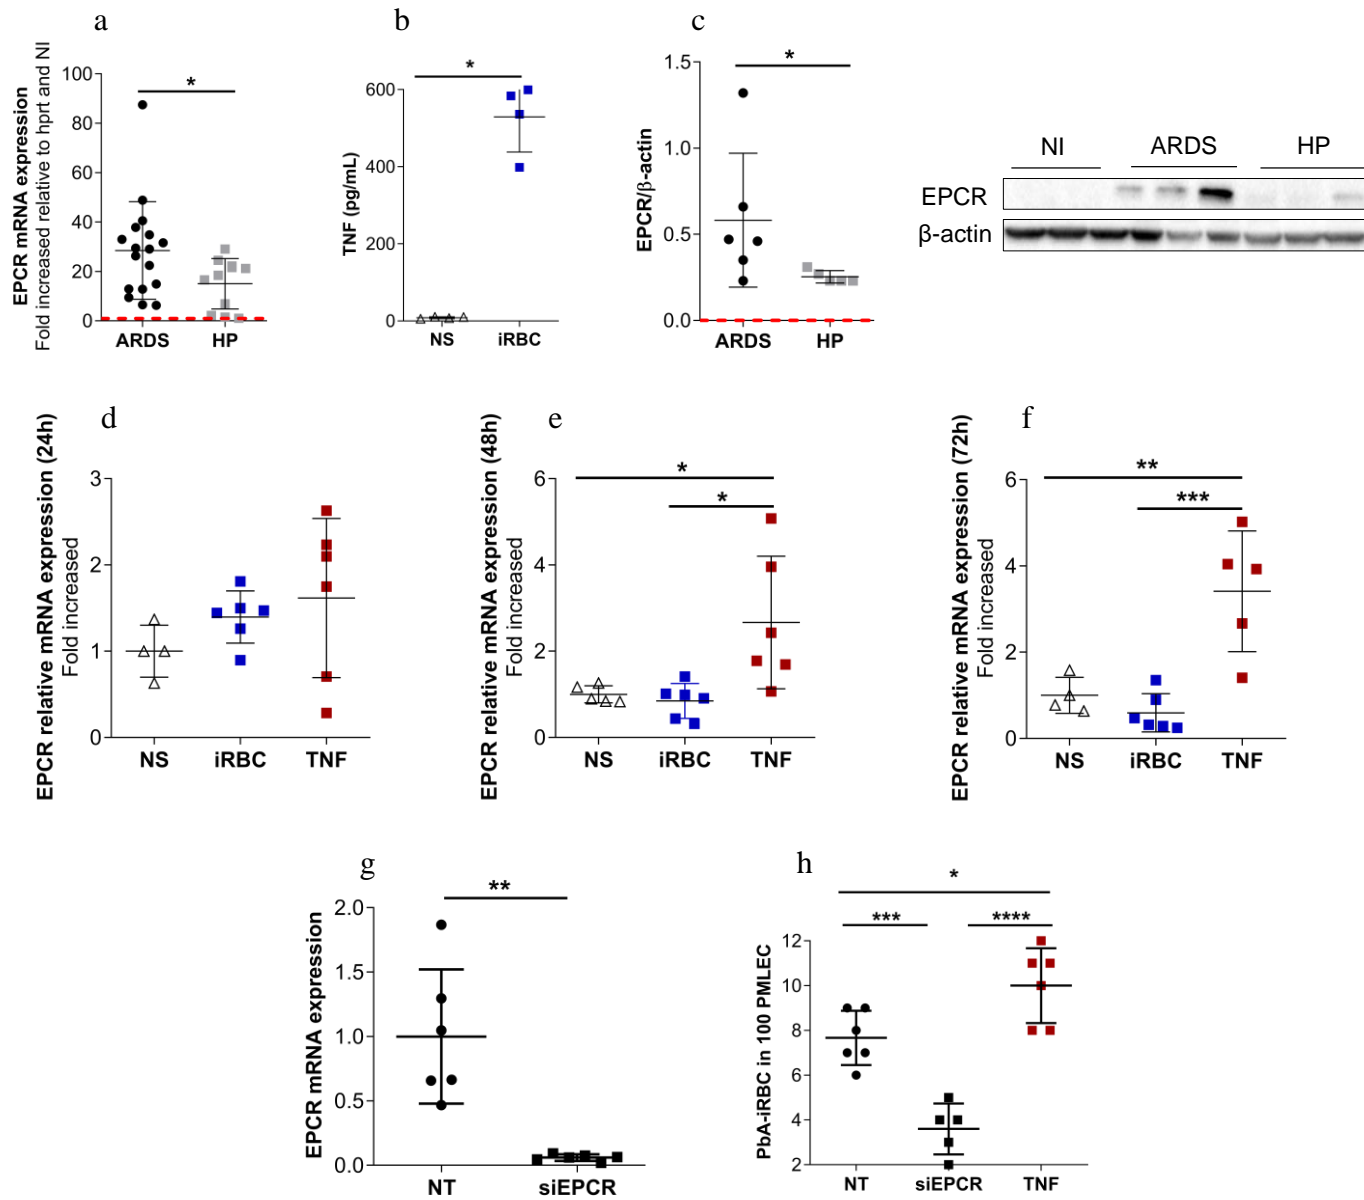 a
EPCR mRNA expression
Fold increased relative to hprt and NI
100
80
60
40
20
0
*
ARDS HP
b
TNF (pg/mL)
600
400
200
0
*
NS iRBC
c
EPCR/β-actin
1.5
1.0
0.5
0.0
*
ARDS HP
NI ARDS HP
EPCR
β-actin
d
EPCR relative mRNA expression (24h)
Fold increased
3
2
1
0
NS iRBC TNF
e
EPCR relative mRNA expression (48h)
Fold increased
6
4
2
0
*
*
NS iRBC TNF
f
EPCR relative mRNA expression (72h)
Fold increased
6
4
2
0
**
***
NS iRBC TNF
g
EPCR mRNA expression
2.0
1.5
1.0
0.5
0.0
**
NT siEPCR
h
PbA-iRBC in 100 PMLEC
12
10
8
6
4
2
*
*** ****
NT siEPCR TNF